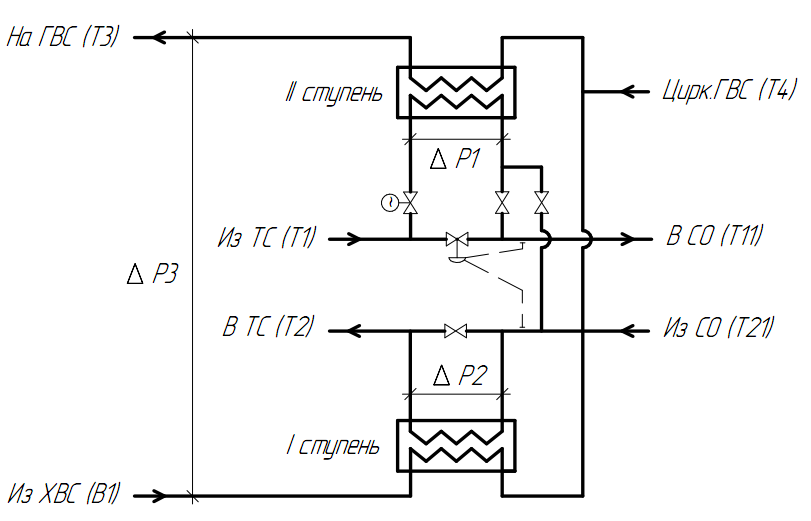 На ГВС (Т3)
II ступень
Цирк.ГВС (Т4)
Δ Р1
Из ТС (Т1)
В СО (Т11)
Δ Р3
В ТС (Т2)
Из СО (Т21)
Δ Р2
I ступень
Из ХВС (В1)